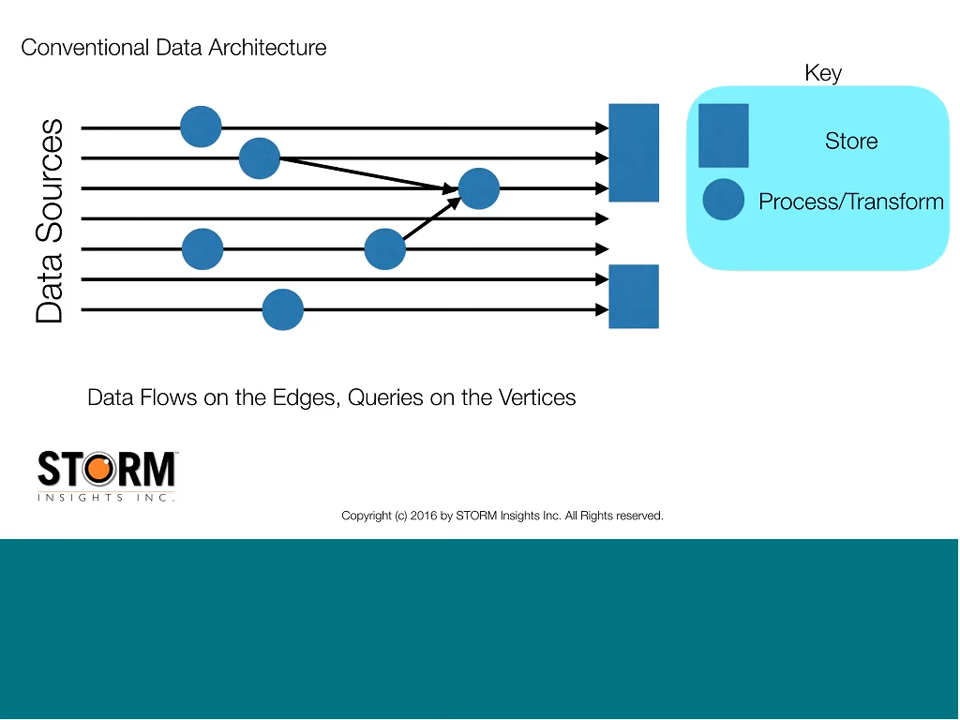 Conventional Data Architecture
Key
Data Sources
Store
Process/Transform
Data Flows on the Edges, Queries on the Vertices
STORM™
INSIGHTS INC.
Copyright (c) 2016 by STORM Insights Inc. All Rights reserved.